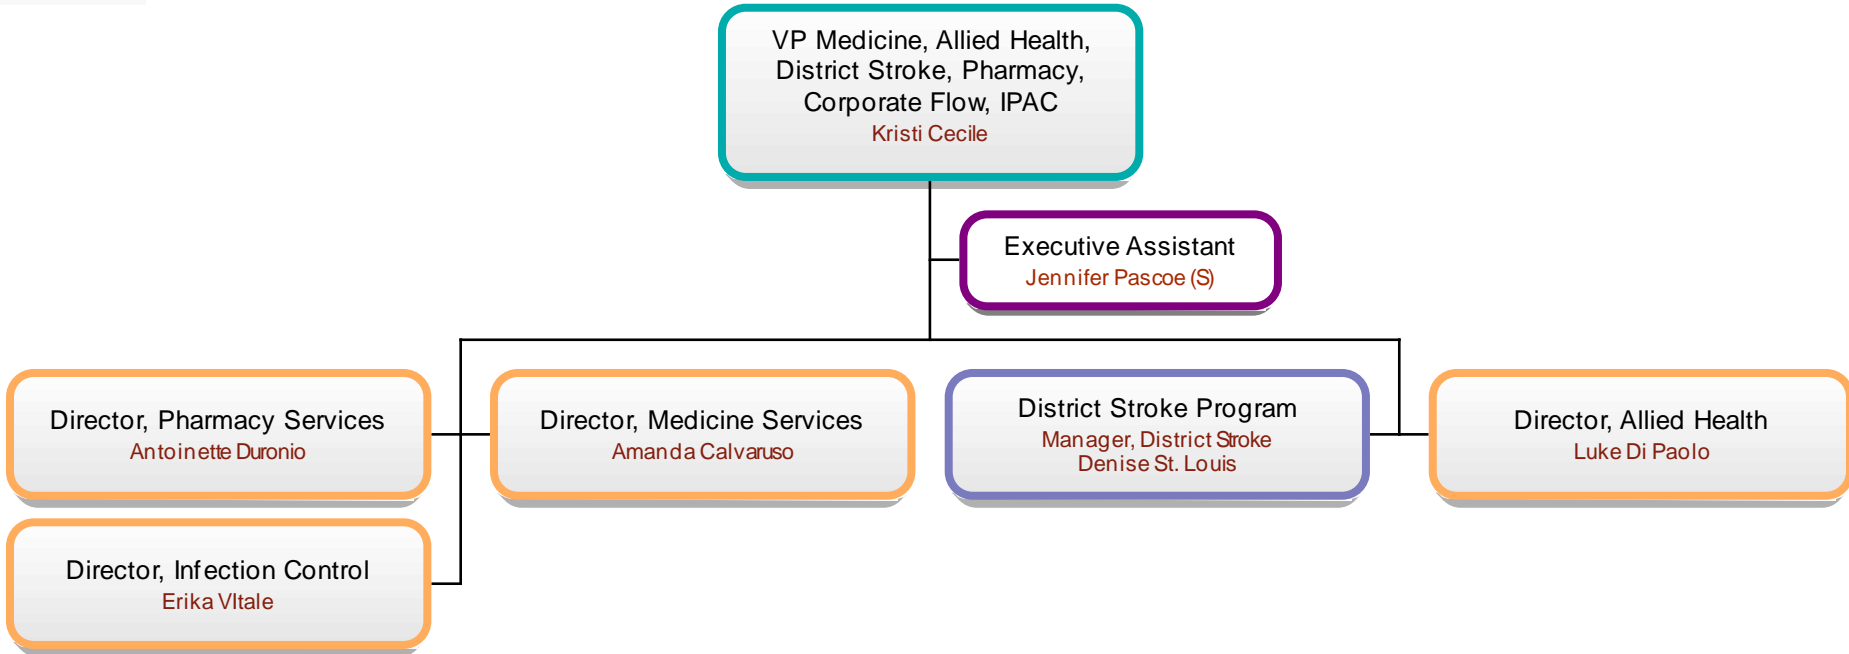 VP Medicine, Allied Health,
District Stroke, Pharmacy,
Corporate Flow, IPAC
Kristi Cecile
Executive Assistant
Jennifer Pascoe (S)
Director, Pharmacy Services
Antoinette Duronio
Director, Medicine Services
Amanda Calvaruso
District Stroke Program
Manager, District Stroke
Denise St. Louis
Director, Allied Health
Luke Di Paolo
Director, Infection Control
Erika VItale